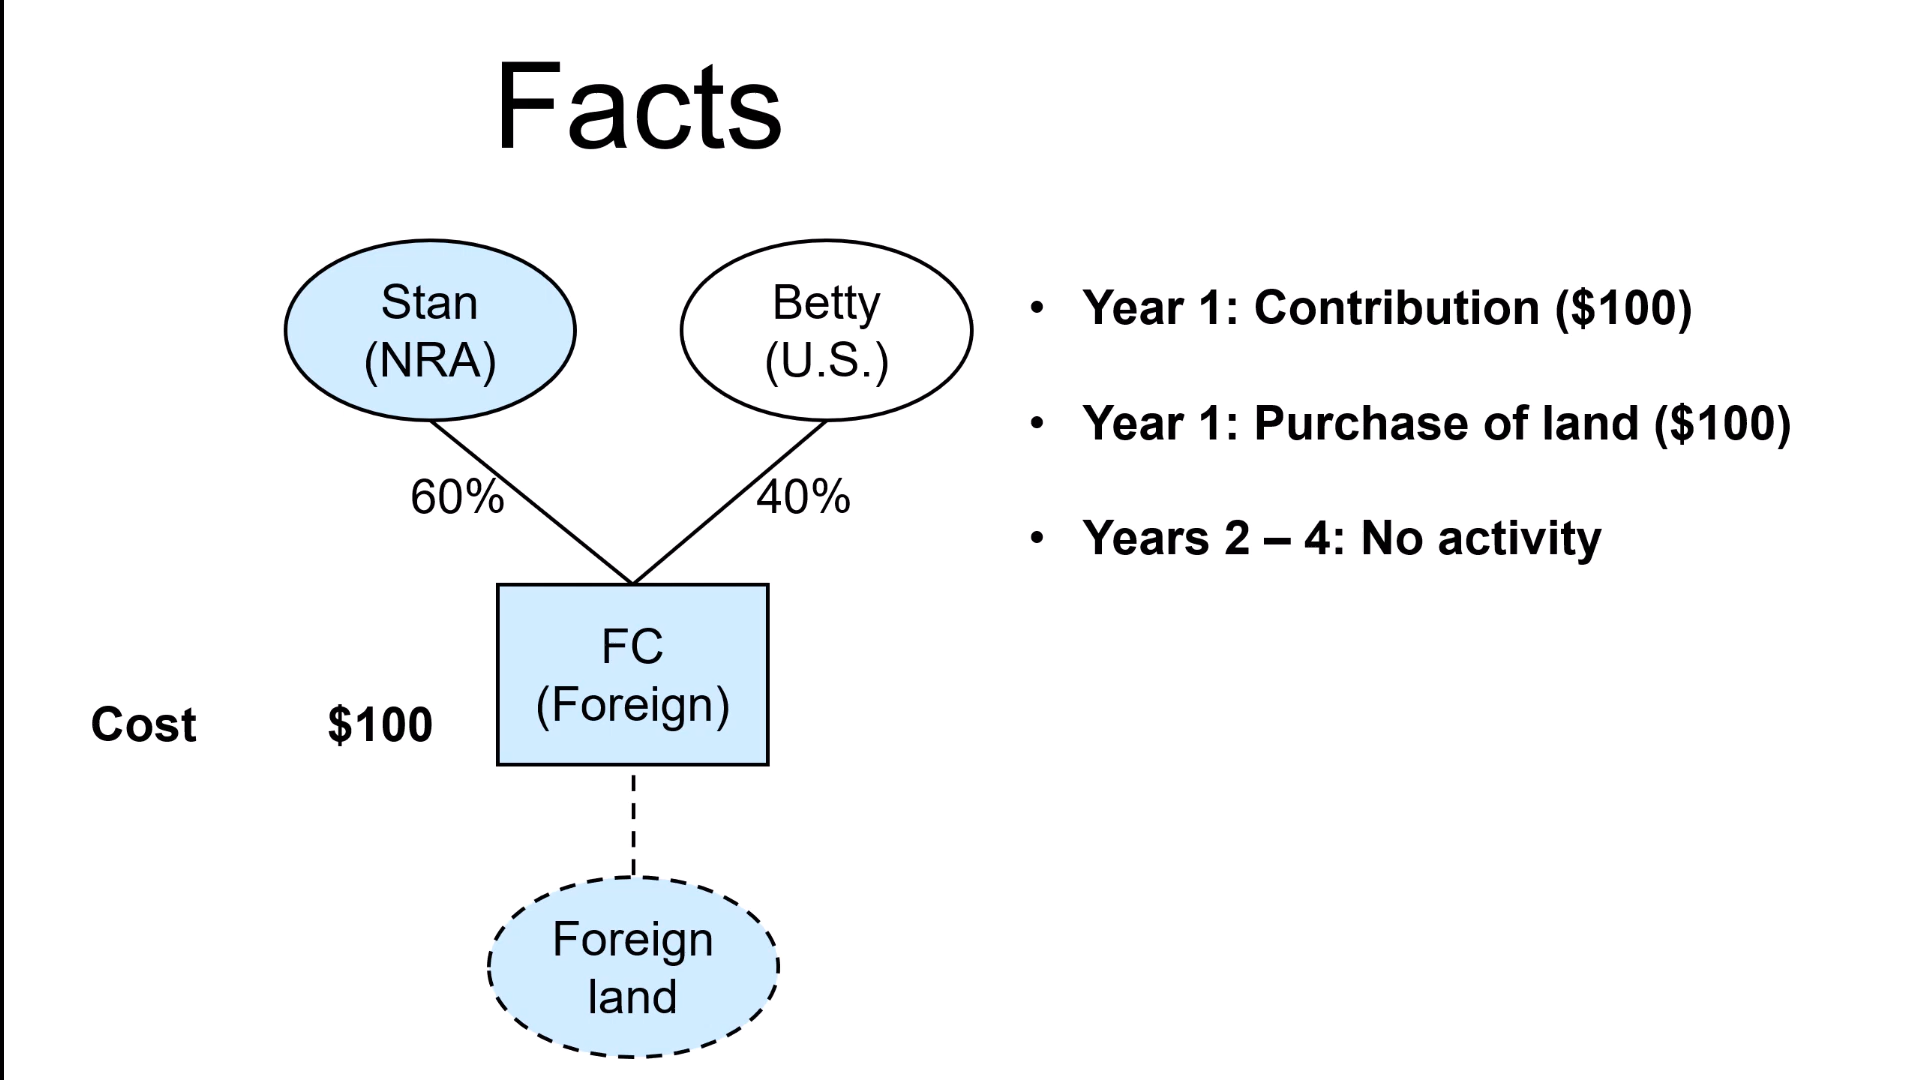 Facts
Stan
(NRA)
Betty
(U.S.)
60%
40%
FC
(Foreign)
Cost $100
Foreign
land
• Year 1: Contribution ($100)
• Year 1: Purchase of land ($100)
• Years 2 – 4: No activity